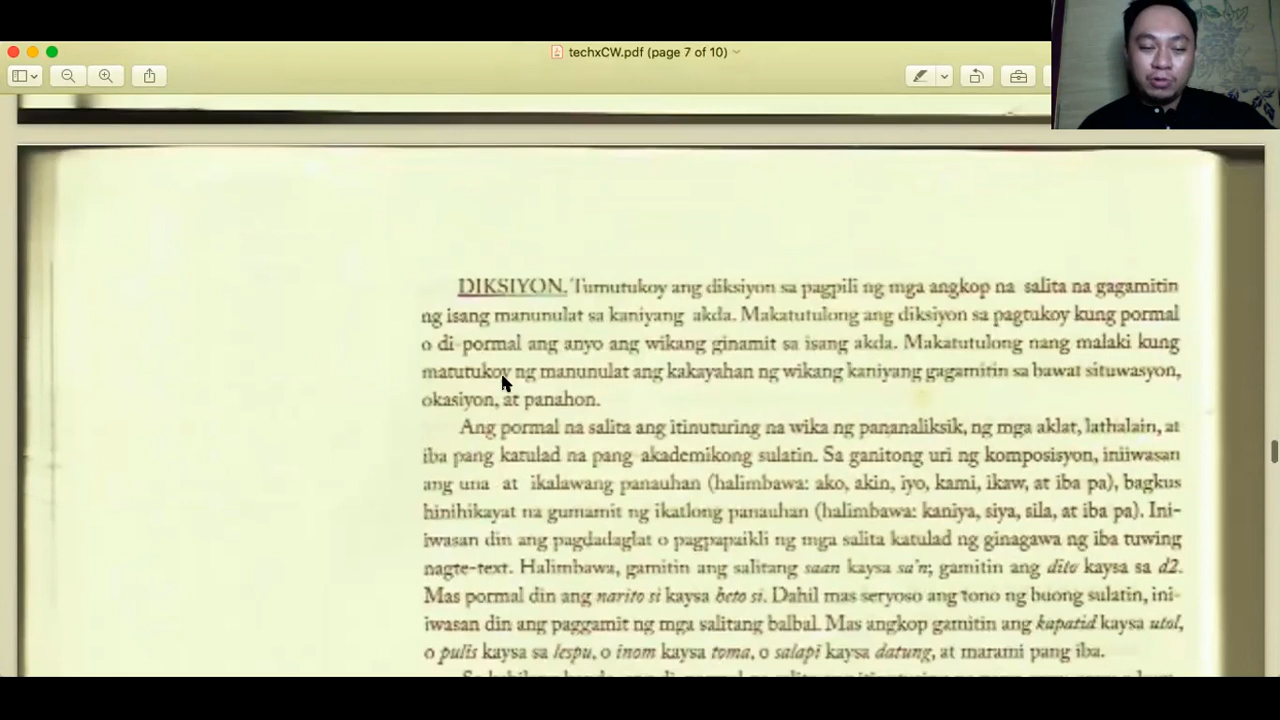 techxCW.pdf (page 7 of 10)
DIKSIYON. Tumutukoy ang diksiyon sa pagpili ng mga angkop na salita na gagamitin
ng isang manunulat sa kaniyang akda. Makatutulong ang diksiyon sa pagtukoy kung pormal
o di-pormal ang anyo ang wikang ginamit sa isang akda. Makatutulong nang malaki kung
matutukoy ng manunulat ang kakayahan ng wikang kaniyang gagamitin sa bawat situwasyon,
okasiyon, at panahon.
Ang pormal na salita ang itinuturing na wika ng pananaliksik, ng mga aklat, lathalain, at
iba pang katulad na pang-akademikong sulatin. Sa ganitong uri ng komposisyon, iniiwasan
ang una at ikalawang panauhan (halimbawa: ako, akin, iyo, kami, ikaw, at iba pa), bagkus
hinihikayat na gumamit ng ikatlong panauhan (halimbawa: kaniya, siya, sila, at iba pa). Ini-
iwasan din ang pagdadaglat o pagpapaikli ng mga salita katulad ng ginagawa ng iba tuwing
nagte-text. Halimbawa, gamitin ang salitang saan kaysa sa'n; gamitin ang dito kaysa sa d2.
Mas pormal din ang narito si kaysa heto si. Dahil mas seryoso ang tono ng buong sulatin, ini-
iwasan din ang paggamit ng mga salitang balbal. Mas angkop gamitin ang kapatid kaysa utol,
o pulis kaysa sa lespu, o inom kaysa toma, o salapi kaysa datung, at marami pang iba.